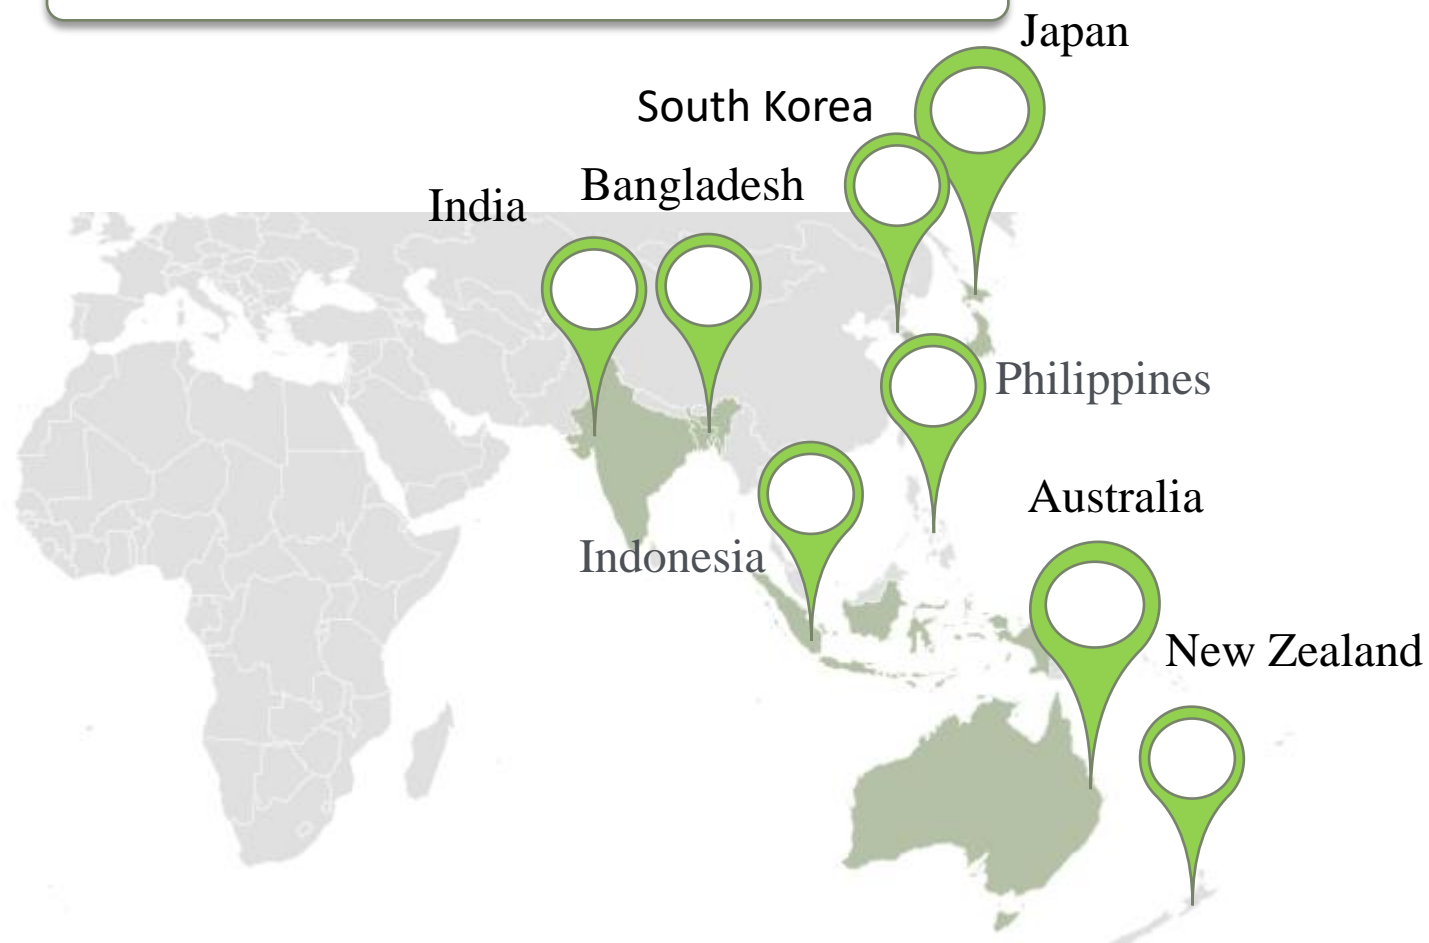 Japan
South Korea
Bangladesh
India
Philippines
Australia
Indonesia
New Zealand